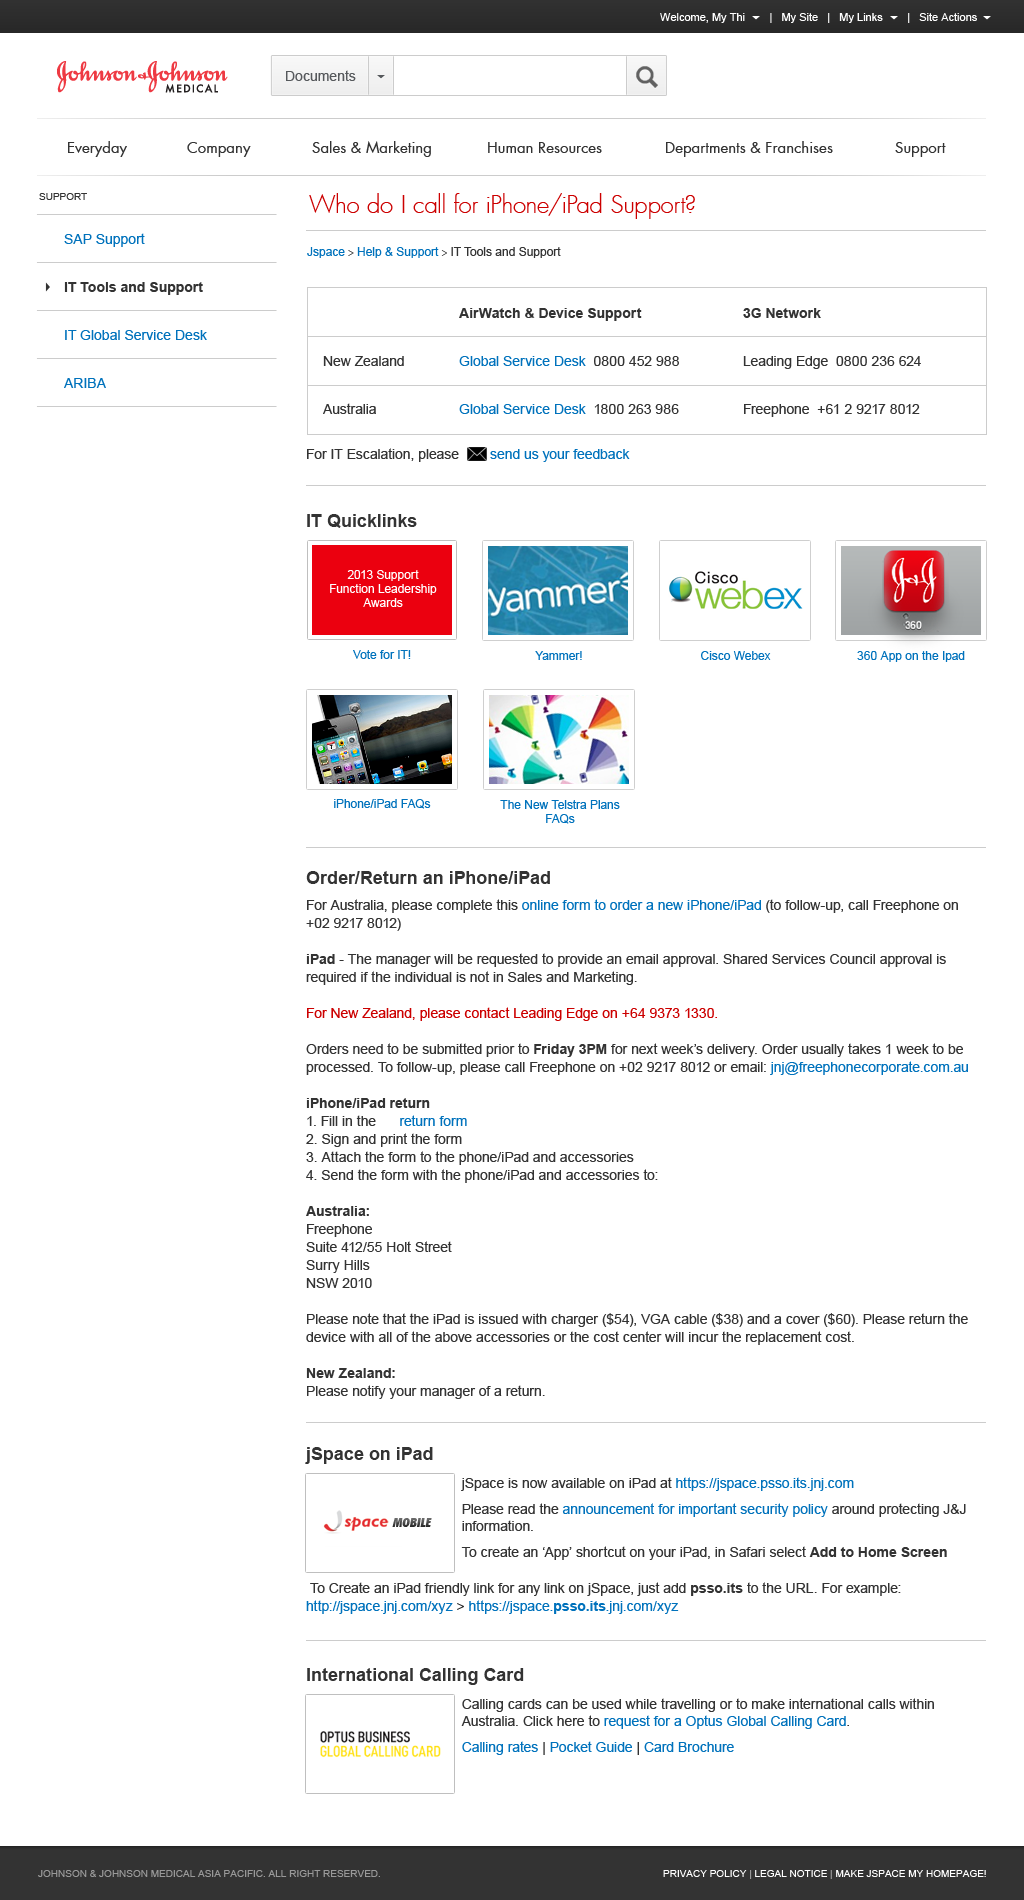 Welcome, My Thi | My Site | My Links | Site Actions
Johnson & Johnson
MEDICAL
Documents
Everyday Company Sales & Marketing Human Resources Departments & Franchises Support
SUPPORT
SAP Support
IT Tools and Support
IT Global Service Desk
ARIBA
Who do I call for iPhone/iPad Support?
Jspace > Help & Support > IT Tools and Support
AirWatch & Device Support 3G Network
New Zealand Global Service Desk 0800 452 988 Leading Edge 0800 236 624
Australia Global Service Desk 1800 263 986 Freephone +61 2 9217 8012
For IT Escalation, please send us your feedback
IT Quicklinks
2013 Support
Function Leadership
Awards
Vote for IT!
yammer
Yammer!
Cisco
webex
Cisco Webex
J&J
360
360 App on the Ipad
iPhone/iPad FAQs
The New Telstra Plans
FAQs
Order/Return an iPhone/iPad
For Australia, please complete this online form to order a new iPhone/iPad (to follow-up, call Freephone on
+02 9217 8012)
iPad - The manager will be requested to provide an email approval. Shared Services Council approval is
required if the individual is not in Sales and Marketing.
For New Zealand, please contact Leading Edge on +64 9373 1330.
Orders need to be submitted prior to Friday 3PM for next week's delivery. Order usually takes 1 week to be
processed. To follow-up, please call Freephone on +02 9217 8012 or email: jnj@freephonecorporate.com.au
iPhone/iPad return
1. Fill in the return form
2. Sign and print the form
3. Attach the form to the phone/iPad and accessories
4. Send the form with the phone/iPad and accessories to:
Australia:
Freephone
Suite 412/55 Holt Street
Surry Hills
NSW 2010
Please note that the iPad is issued with charger ($54), VGA cable ($38) and a cover ($60). Please return the
device with all of the above accessories or the cost center will incur the replacement cost.
New Zealand:
Please notify your manager of a return.
jSpace on iPad
Jspace MOBILE
jSpace is now available on iPad at https://jspace.psso.its.jnj.com
Please read the announcement for important security policy around protecting J&J
information.
To create an ‘App’ shortcut on your iPad, in Safari select Add to Home Screen
To Create an iPad friendly link for any link on jSpace, just add psso.its to the URL. For example:
http://jspace.jnj.com/xyz > https://jspace.psso.its.jnj.com/xyz
International Calling Card
OPTUS BUSINESS
GLOBAL CALLING CARD
Calling cards can be used while travelling or to make international calls within
Australia. Click here to request for a Optus Global Calling Card.
Calling rates | Pocket Guide | Card Brochure
JOHNSON & JOHNSON MEDICAL ASIA PACIFIC. ALL RIGHT RESERVED.
PRIVACY POLICY | LEGAL NOTICE | MAKE JSPACE MY HOMEPAGE!